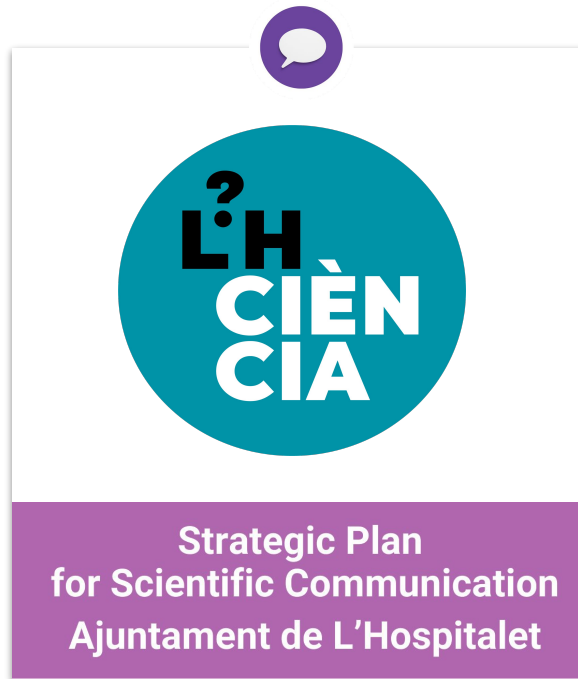 ?
L'H
CIÈN
CIA
Strategic Plan
for Scientific Communication
Ajuntament de L’Hospitalet